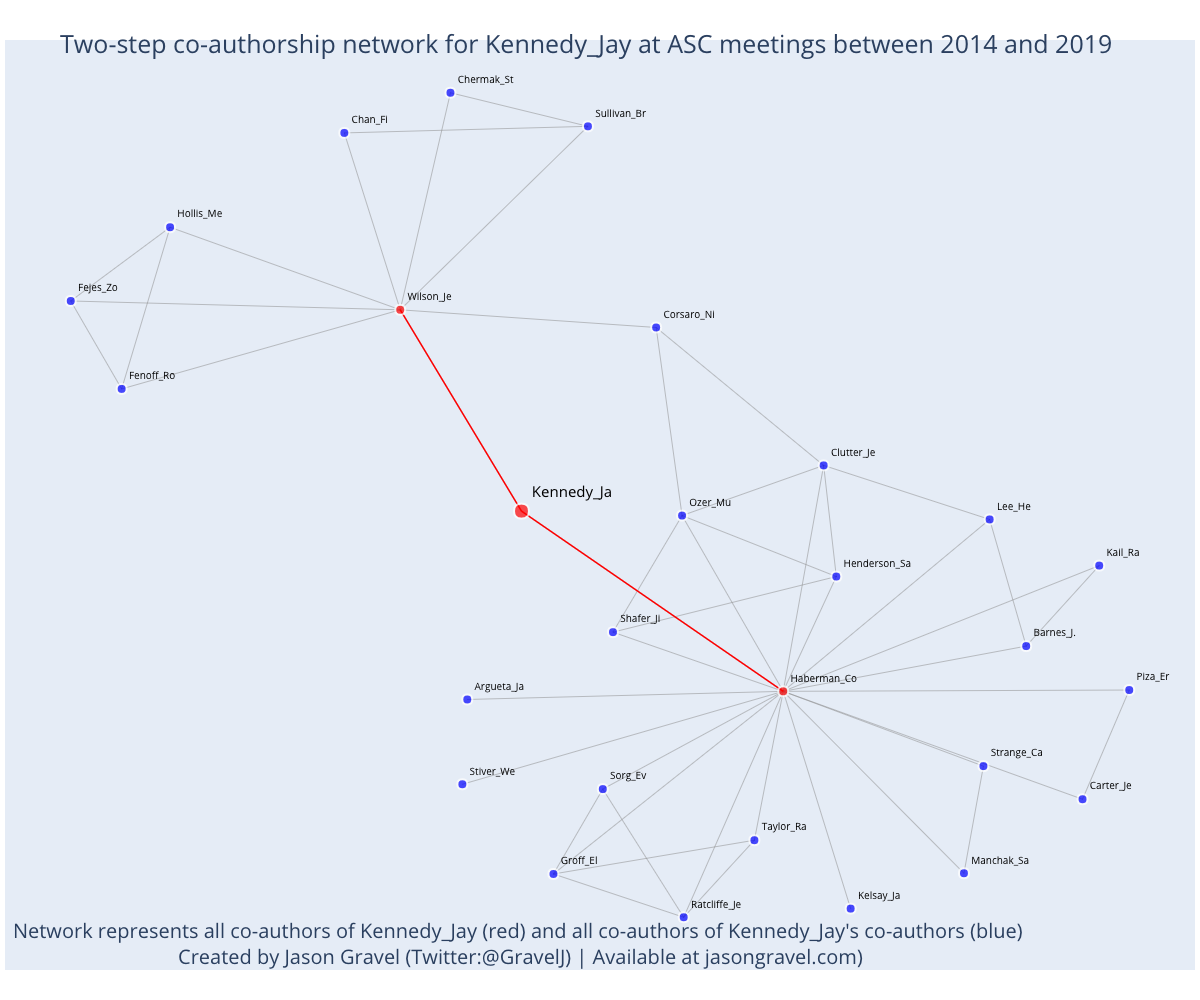 Two-step co-authorship network for Kennedy_Jay at ASC meetings between 2014 and 2019
Chermak_St
Sullivan_Br
Chan_Fi
Hollis_Me
Fejes_Zo
Wilson_Je
Corsaro_Ni
Fenoff_Ro
Clutter_Je
Kennedy_Ja
Ozer_Mu
Lee_He
Kail_Ra
Henderson_Sa
Shafer_Ji
Barnes_J.
Haberman_Co
Piza_Er
Argueta_Ja
Strange_Ca
Stiver_We
Sorg_Ev
Carter_Je
Taylor_Ra
Groff_El
Manchak_Sa
Kelsay_Ja
Ratcliffe_Je
Network represents all co-authors of Kennedy_Jay (red) and all co-authors of Kennedy_Jay's co-authors (blue)
Created by Jason Gravel (Twitter:@GravelJ) | Available at jasongravel.com)